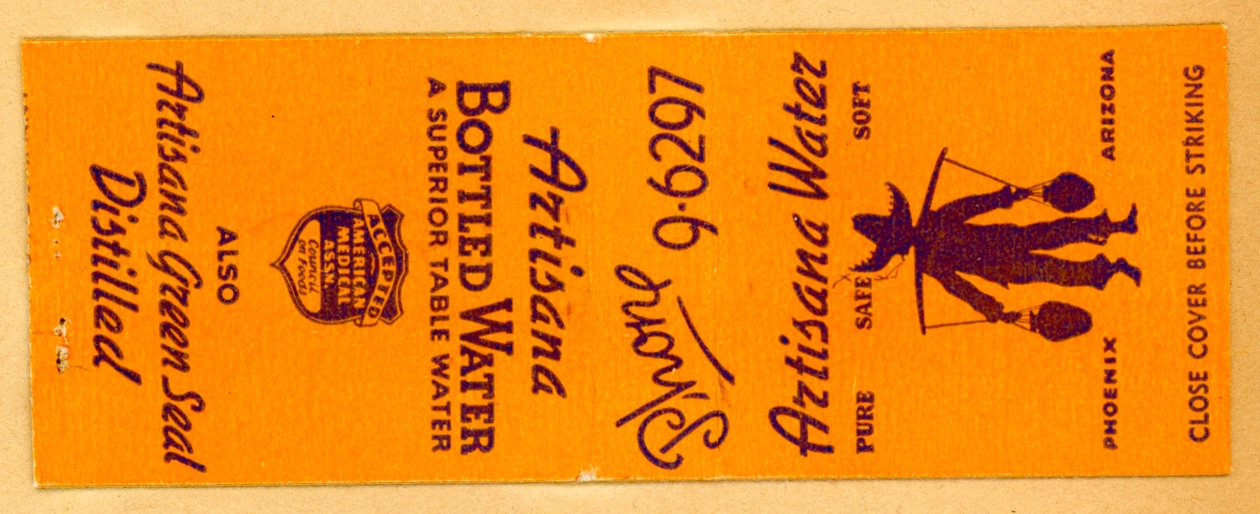 Artisana
BOTTLED WATER
A SUPERIOR TABLE WATER
ACCEPTED
AMERICAN
MEDICAL
ASS'N.
Council
on Foods
ALSO
Artisana Green Seal
Distilled
Phone 9-6297
Artisana Water
PURE SAFE SOFT
PHOENIX ARIZONA
CLOSE COVER BEFORE STRIKING